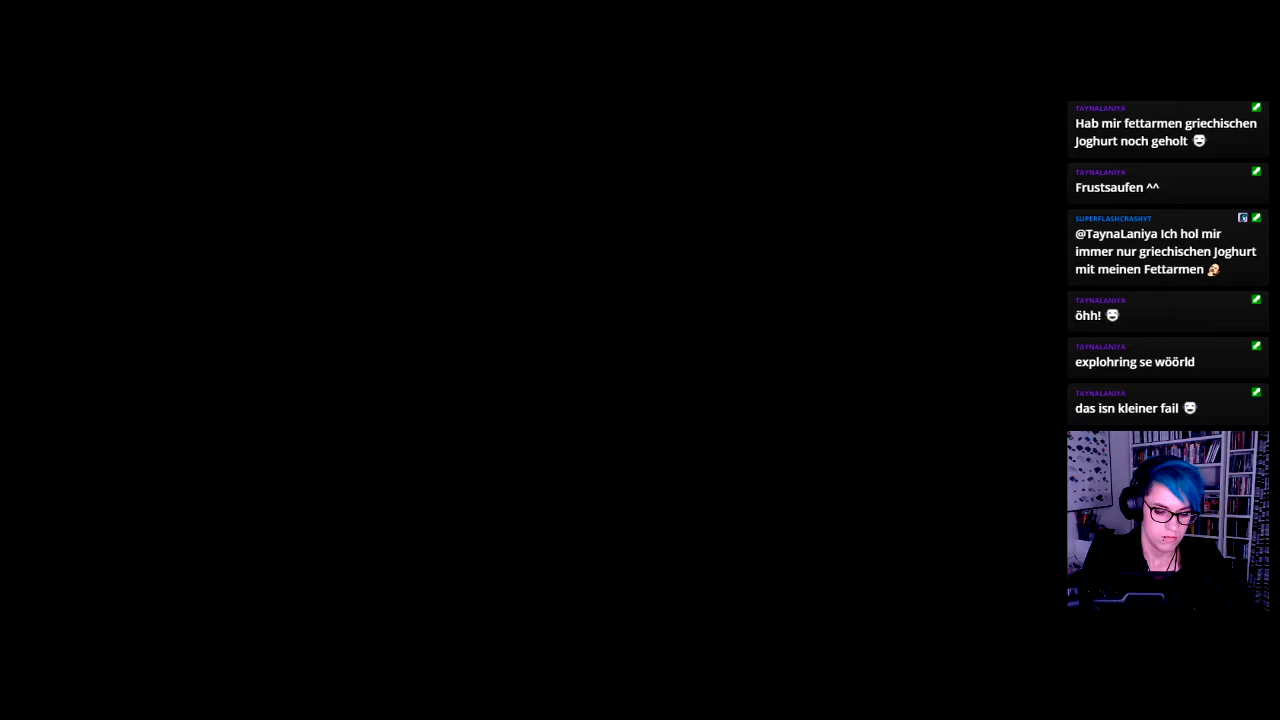 TAYNALANIYA
Hab mir fettarmen griechischen
Joghurt noch geholt
TAYNALANIYA
Frustsaufen ^^
SUPERFLASHCRASHYT
@TaynaLaniya Ich hol mir
immer nur griechischen Joghurt
mit meinen Fettarmen
TAYNALANIYA
öhh!
TAYNALANIYA
explohring se wöörld
TAYNALANIYA
das isn kleiner fail